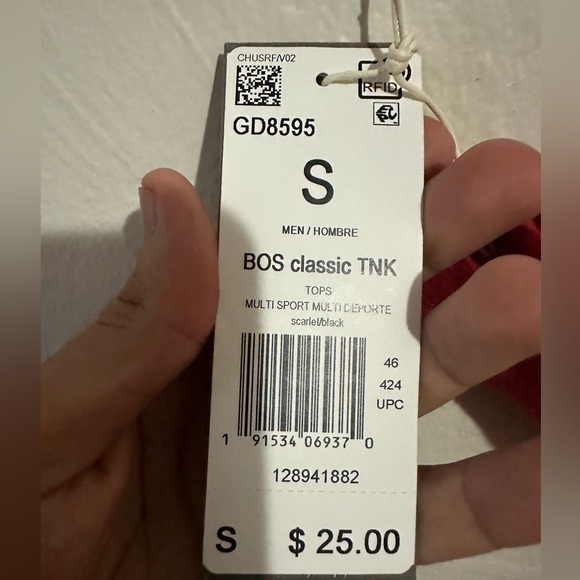 CHUSRF/V02
RFID
GD8595
S
MEN / HOMBRE
BOS classic TNK
TOPS
MULTI SPORT MULTI DEPORTE
scarlet/black
46
424
UPC
1 91534 06937 0
128941882
S $ 25.00